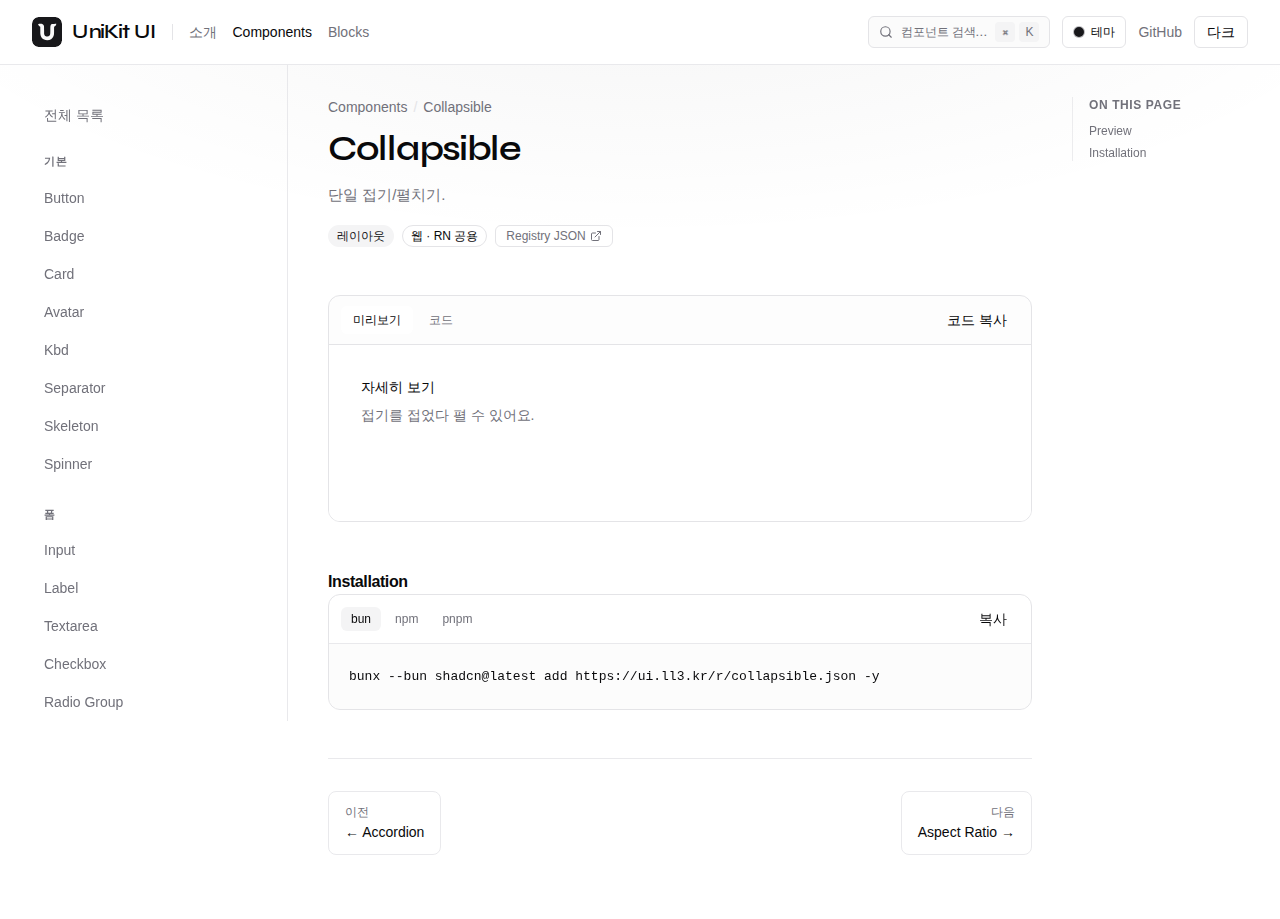 UniKit UI
소개
Components
Blocks
컴포넌트 검색…
⌘
K
테마
GitHub
다크
전체 목록
기본
Button
Badge
Card
Avatar
Kbd
Separator
Skeleton
Spinner
폼
Input
Label
Textarea
Checkbox
Radio Group
Components / Collapsible
Collapsible
단일 접기/펼치기.
레이아웃
웹 · RN 공용
Registry JSON
미리보기
코드
코드 복사
자세히 보기
접기를 접었다 펼 수 있어요.
Installation
bun
npm
pnpm
복사
bunx --bun shadcn@latest add https://ui.ll3.kr/r/collapsible.json -y
이전
← Accordion
다음
Aspect Ratio →
ON THIS PAGE
Preview
Installation